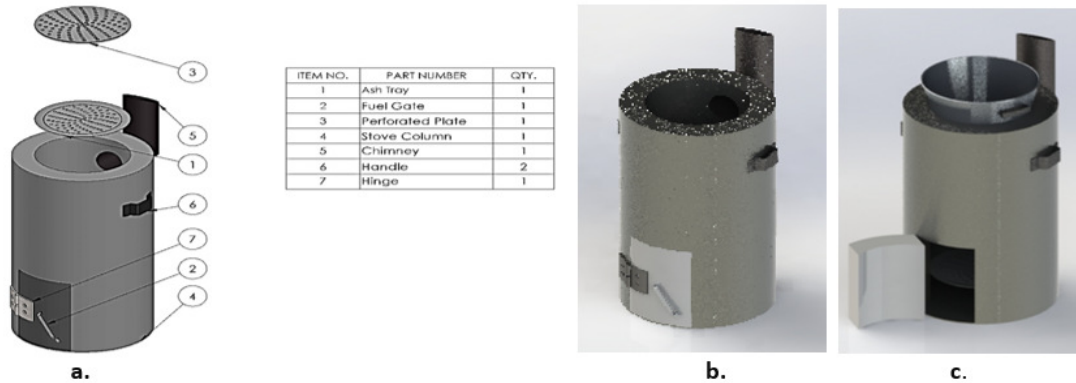 3
5
1
6
7
2
4
ITEM NO. PART NUMBER QTY.
1 Ash Tray 1
2 Fuel Gate 1
3 Perforated Plate 1
4 Stove Column 1
5 Chimney 1
6 Handle 2
7 Hinge 1
a. b. c.